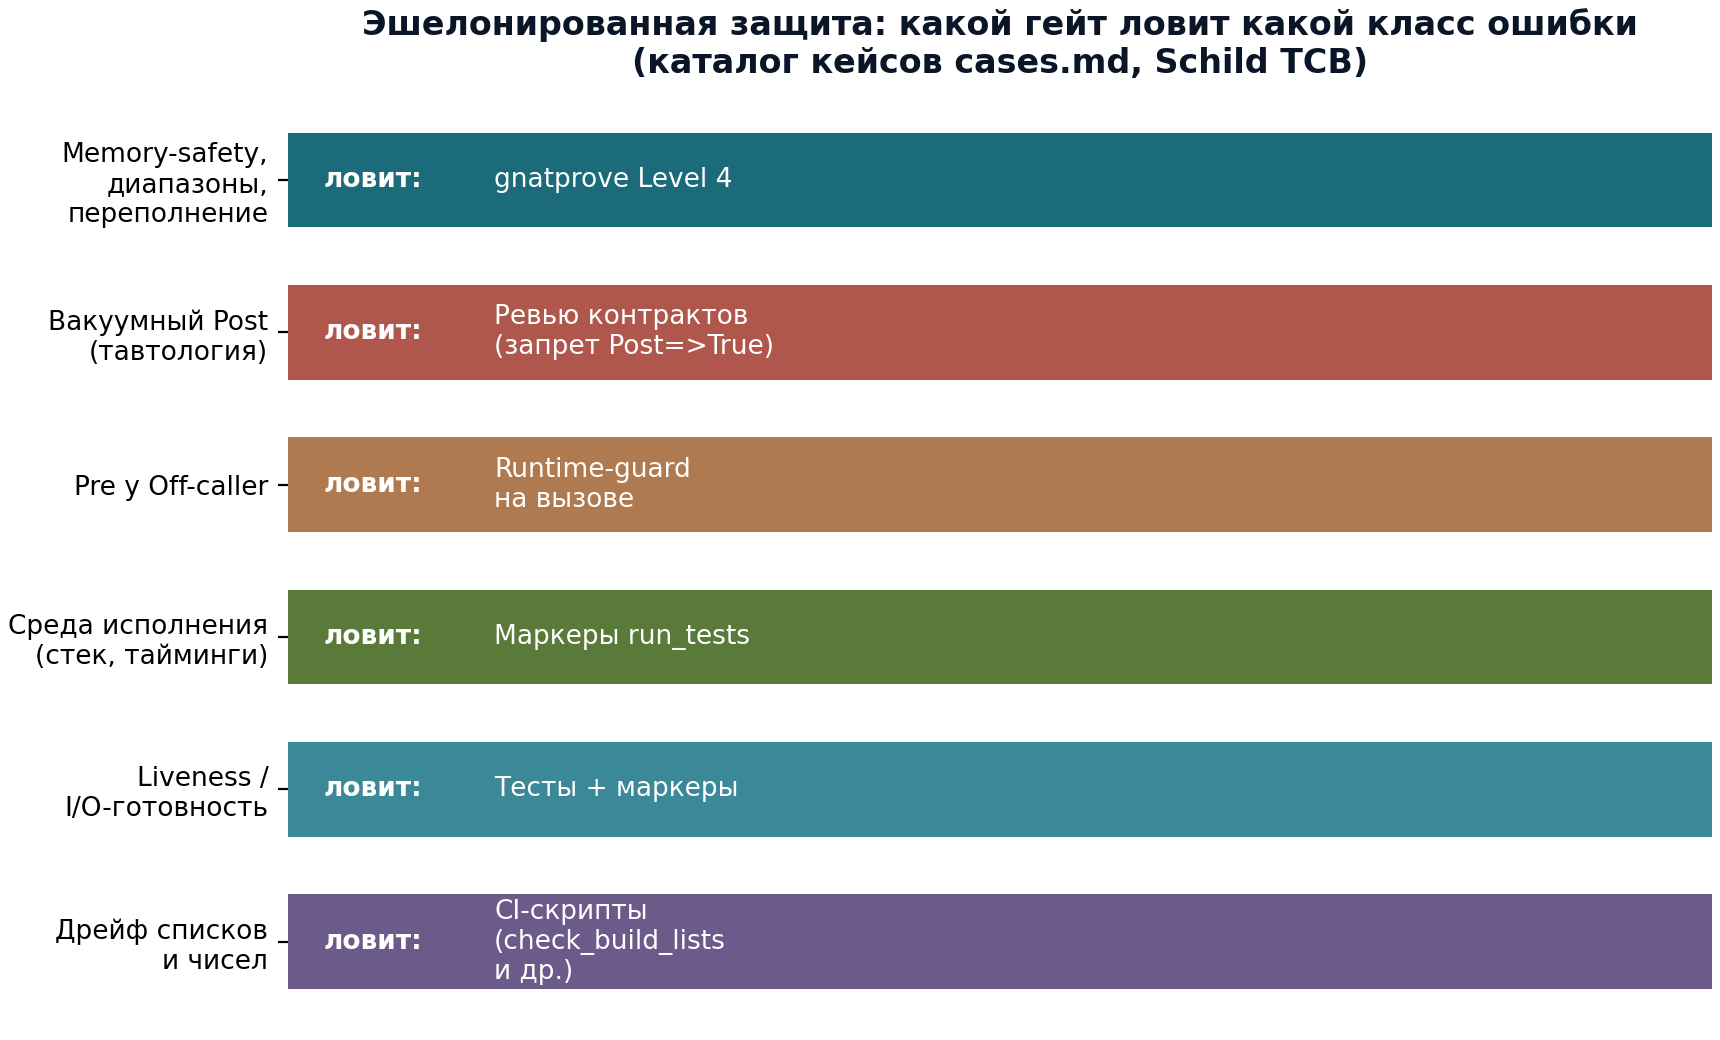 Эшелонированная защита: какой гейт ловит какой класс ошибки
(каталог кейсов cases.md, Schild TCB)
Memory-safety,
диапазоны,
переполнение
ловит:
gnatprove Level 4
Вакуумный Post
(тавтология)
ловит:
Ревью контрактов
(запрет Post=>True)
Pre у Off-caller
ловит:
Runtime-guard
на вызове
Среда исполнения
(стек, тайминги)
ловит:
Маркеры run_tests
Liveness /
I/O-готовность
ловит:
Тесты + маркеры
Дрейф списков
и чисел
ловит:
CI-скрипты
(check_build_lists
и др.)